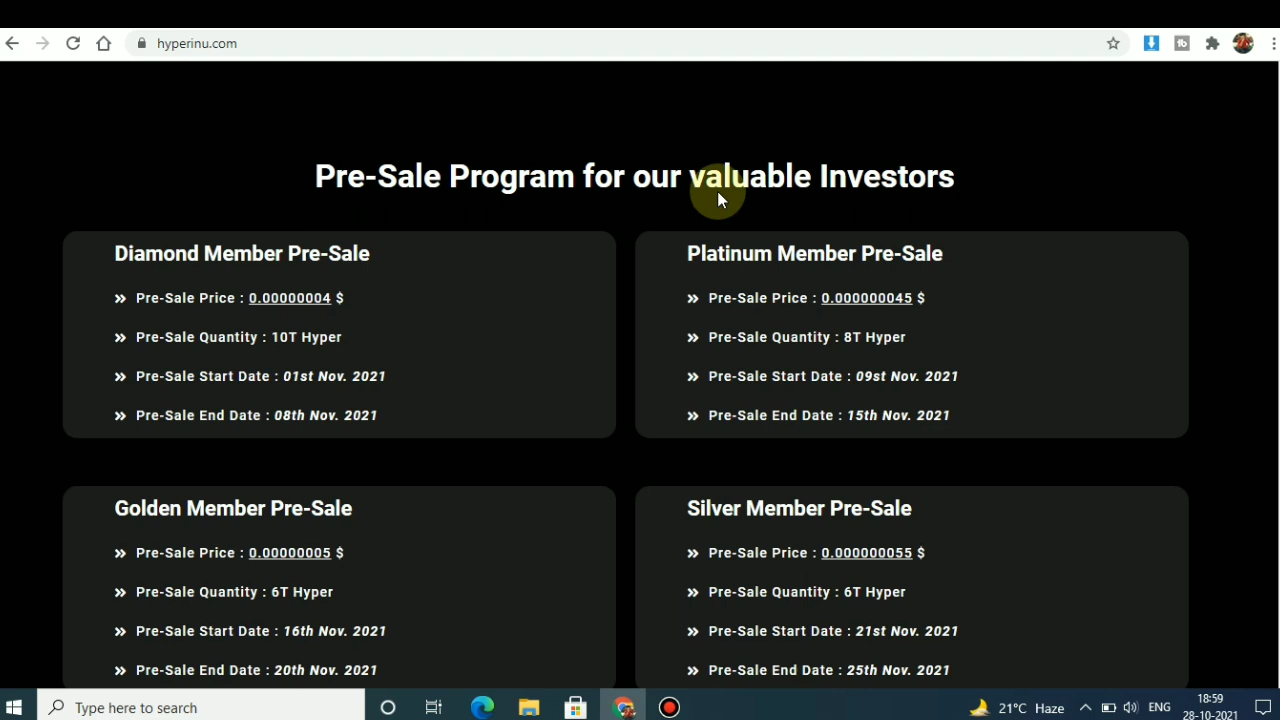 hyperinu.com
Pre-Sale Program for our valuable Investors
Diamond Member Pre-Sale
» Pre-Sale Price : 0.00000004 $
» Pre-Sale Quantity : 10T Hyper
» Pre-Sale Start Date : 01st Nov. 2021
» Pre-Sale End Date : 08th Nov. 2021
Platinum Member Pre-Sale
» Pre-Sale Price : 0.000000045 $
» Pre-Sale Quantity : 8T Hyper
» Pre-Sale Start Date : 09st Nov. 2021
» Pre-Sale End Date : 15th Nov. 2021
Golden Member Pre-Sale
» Pre-Sale Price : 0.00000005 $
» Pre-Sale Quantity : 6T Hyper
» Pre-Sale Start Date : 16th Nov. 2021
» Pre-Sale End Date : 20th Nov. 2021
Silver Member Pre-Sale
» Pre-Sale Price : 0.000000055 $
» Pre-Sale Quantity : 6T Hyper
» Pre-Sale Start Date : 21st Nov. 2021
» Pre-Sale End Date : 25th Nov. 2021
Type here to search
21°C Haze
ENG
18:59
28-10-2021